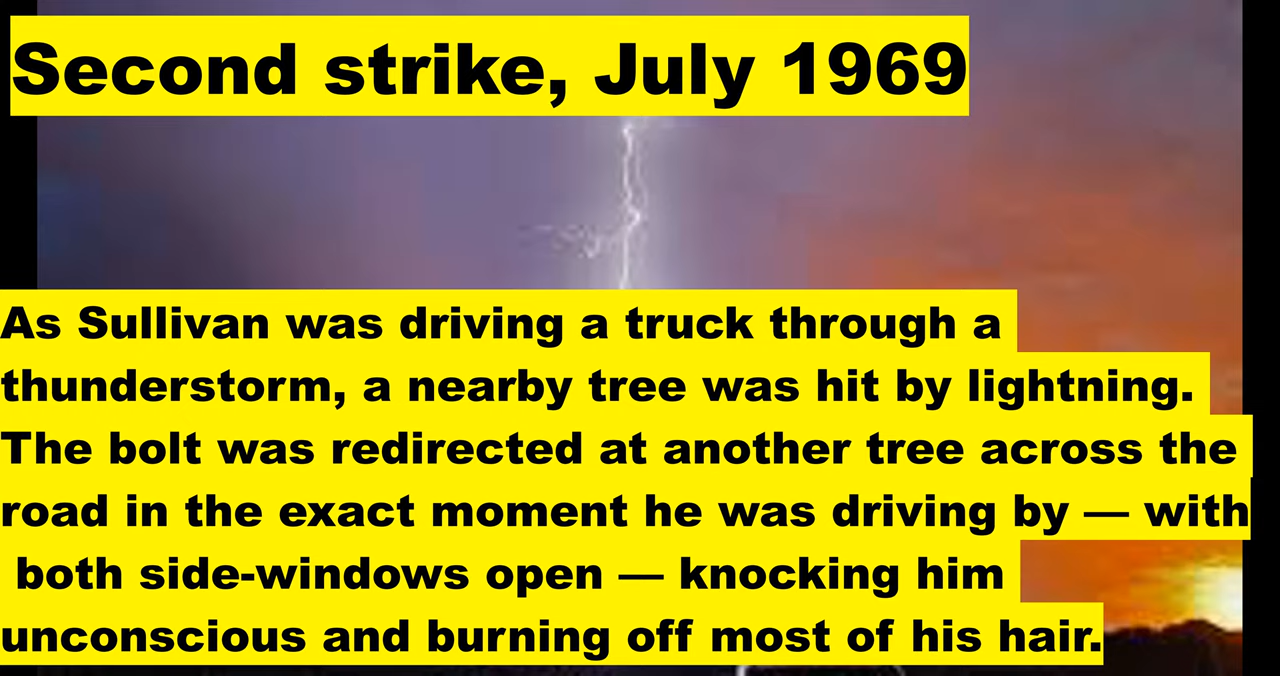 Second strike, July 1969
As Sullivan was driving a truck through a
thunderstorm, a nearby tree was hit by lightning.
The bolt was redirected at another tree across the
road in the exact moment he was driving by — with
both side-windows open — knocking him
unconscious and burning off most of his hair.